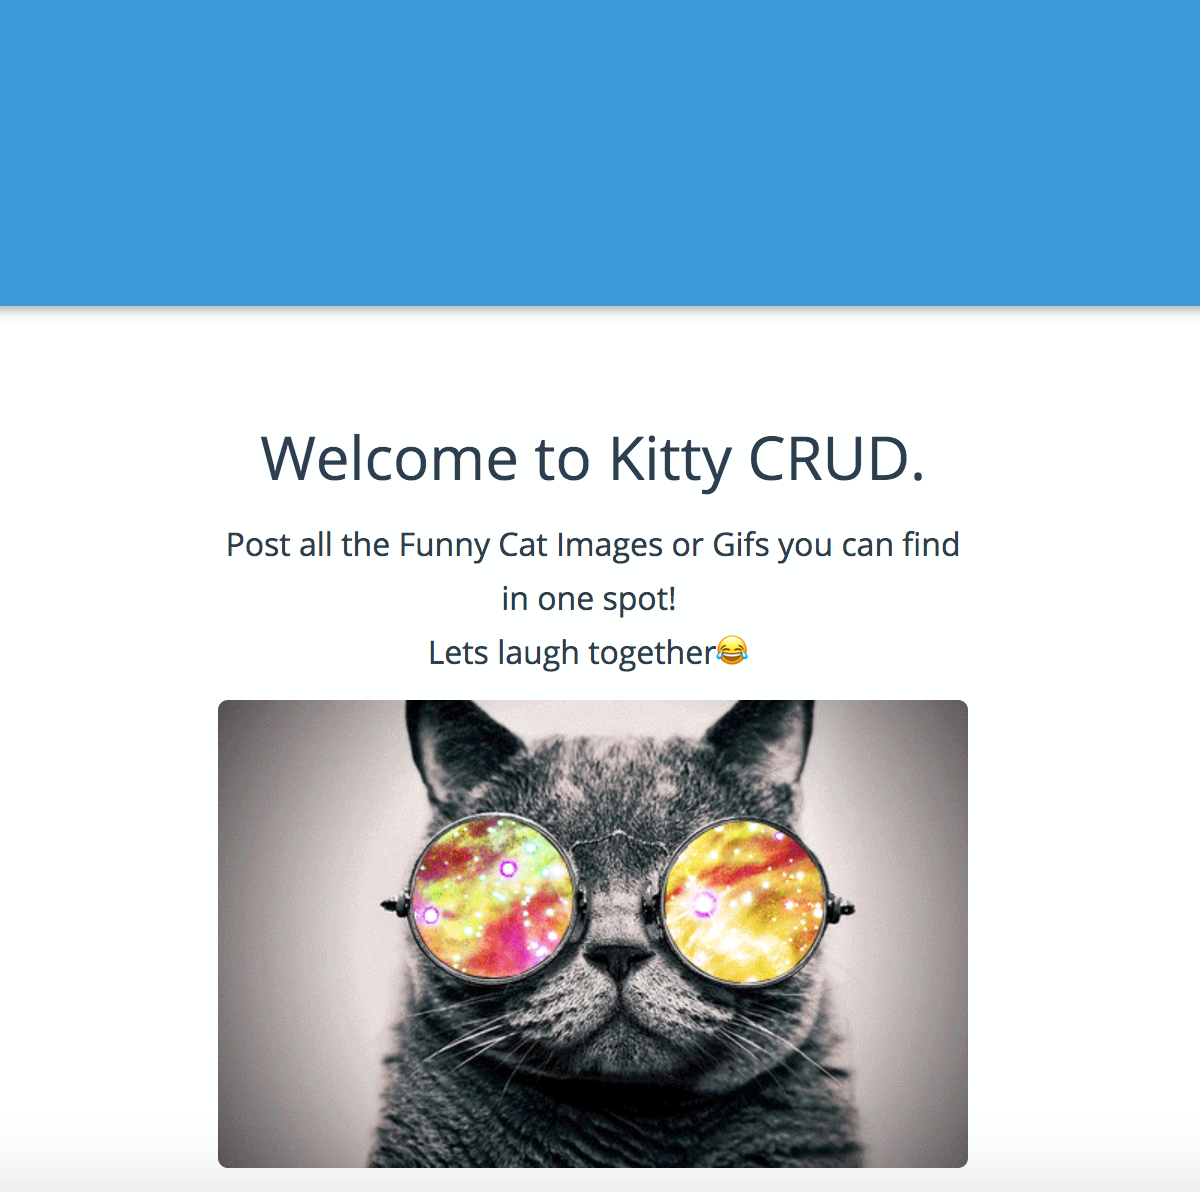 Welcome to Kitty CRUD.
Post all the Funny Cat Images or Gifs you can find
in one spot!
Lets laugh together😂